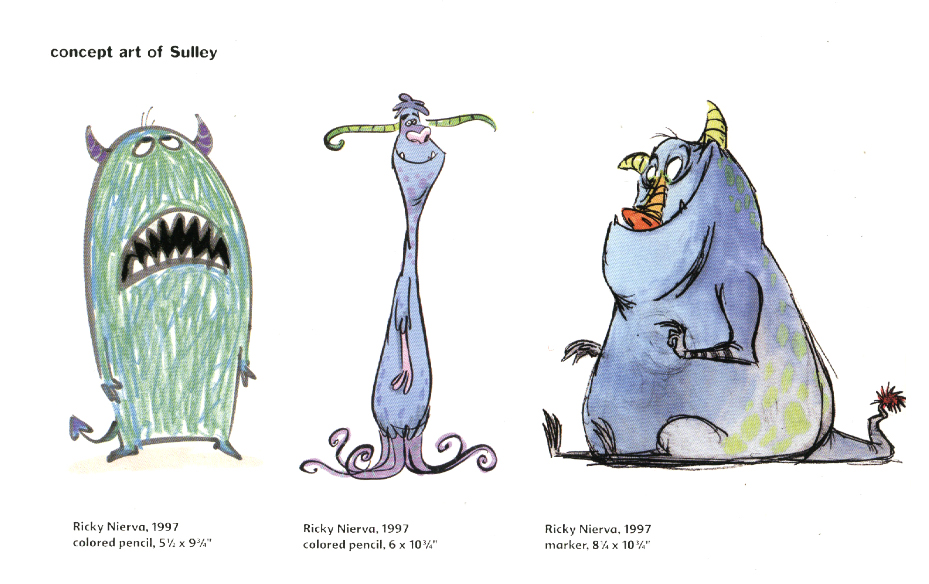 concept art of Sulley
Ricky Nierva, 1997
colored pencil, 5½ x 9¾"
Ricky Nierva, 1997
colored pencil, 6 x 10¾"
Ricky Nierva, 1997
marker, 8¼ x 10¾"